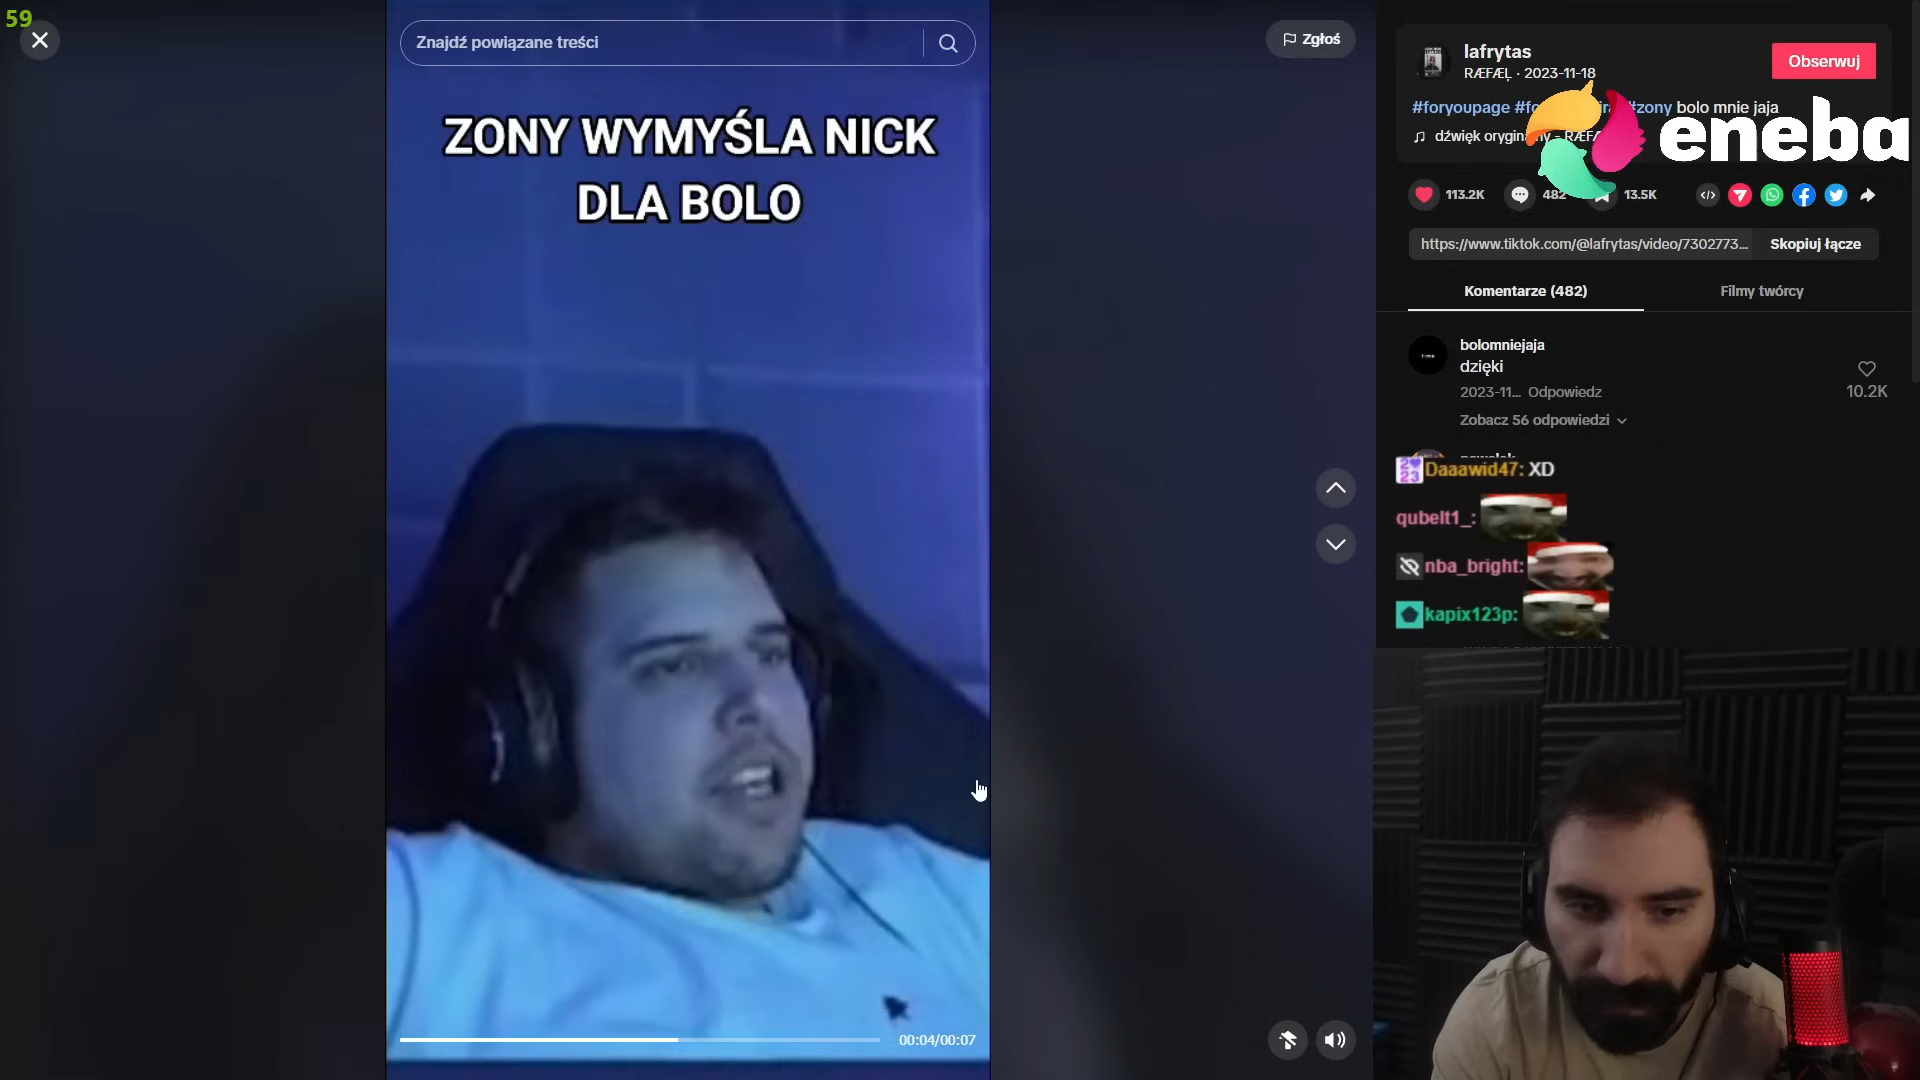 59
Znajdź powiązane treści
Zgłoś
ZONY WYMYŚLA NICK
DLA BOLO
00:04/00:07
lafrytas
RÆFÆĻ · 2023-11-18
Obserwuj
#foryoupage #zony bolo mnie jaja
dźwięk
eneba
113.2K
482
13.5K
https://www.tiktok.com/@lafrytas/video/7302773...
Skopiuj łącze
Komentarze (482)
Filmy twórcy
bolomniejaja
dzięki
2023-11... Odpowiedz
10.2K
Zobacz 56 odpowiedzi
Daaawid47: XD
qubelt1_:
nba_bright:
kapix123p: